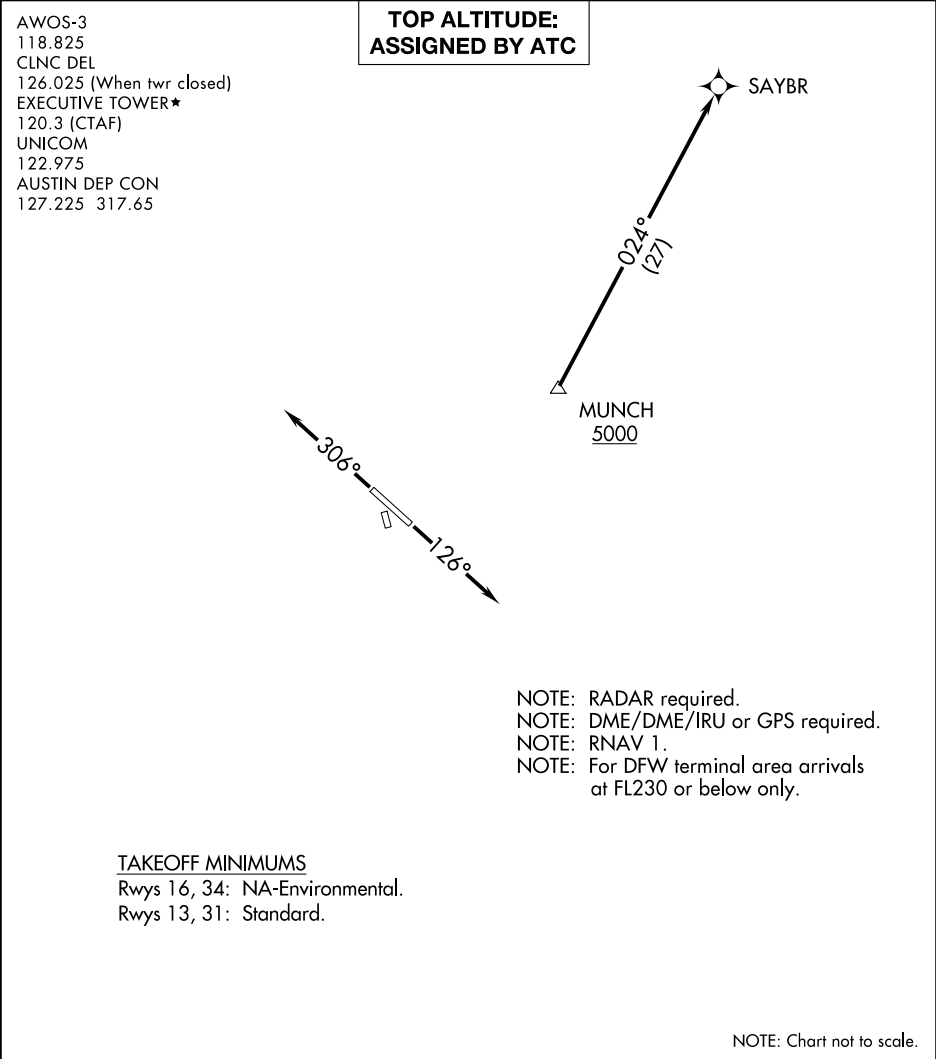 AWOS-3
118.825
CLNC DEL
126.025 (When twr closed)
EXECUTIVE TOWER★
120.3 (CTAF)
UNICOM
122.975
AUSTIN DEP CON
127.225 317.65
TOP ALTITUDE:
ASSIGNED BY ATC
SAYBR
024°
(27)
MUNCH
5000
306°
126°
NOTE: RADAR required.
NOTE: DME/DME/IRU or GPS required.
NOTE: RNAV 1.
NOTE: For DFW terminal area arrivals
at FL230 or below only.
TAKEOFF MINIMUMS
Rwys 16, 34: NA-Environmental.
Rwys 13, 31: Standard.
NOTE: Chart not to scale.